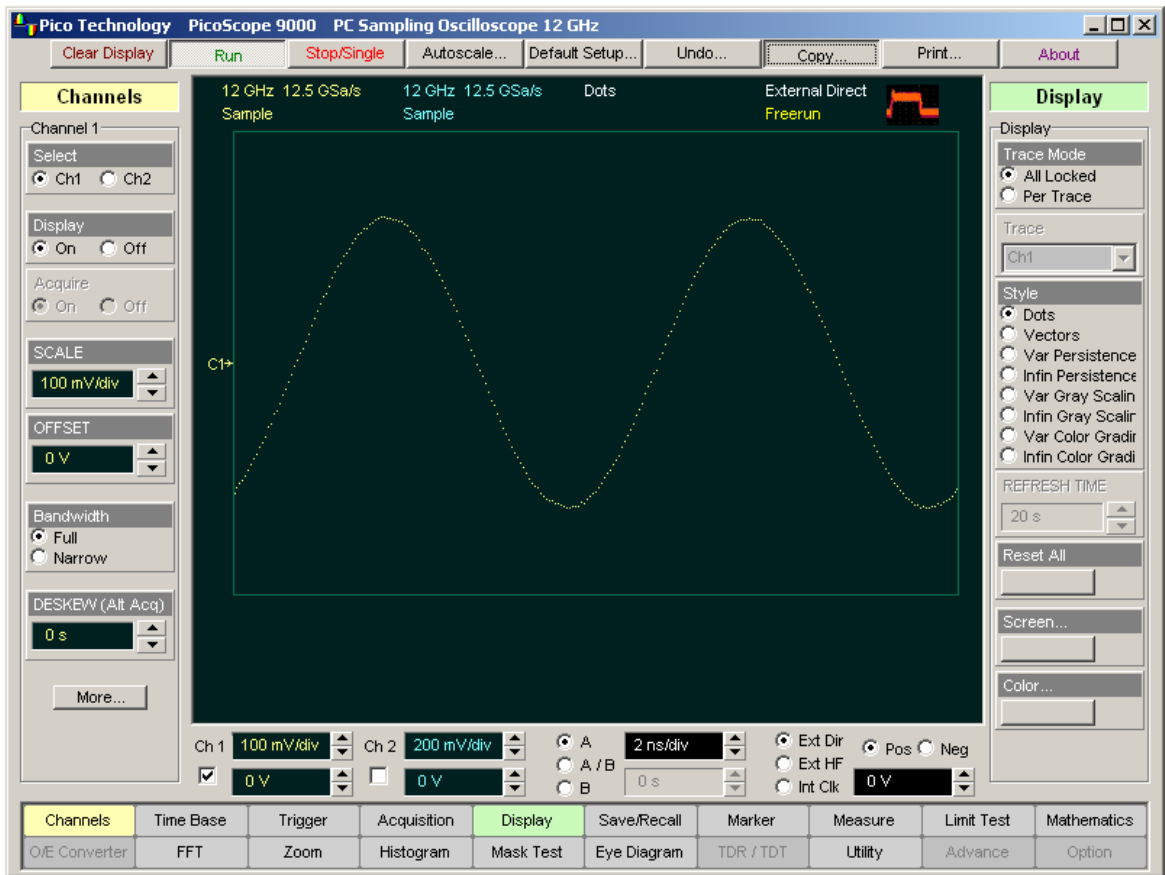 Pico Technology PicoScope 9000 PC Sampling Oscilloscope 12 GHz
Clear Display Run Stop/Single Autoscale... Default Setup... Undo... Copy... Print... About
Channels
Channel 1
Select
Ch1 Ch2
Display
On Off
Acquire
On Off
SCALE
100 mV/div
OFFSET
0 V
Bandwidth
Full
Narrow
DESKEW (Alt Acq)
0 s
More...
12 GHz 12.5 GSa/s 12 GHz 12.5 GSa/s Dots External Direct
Sample Sample Freerun
C1
Display
Display
Trace Mode
All Locked
Per Trace
Trace
Ch1
Style
Dots
Vectors
Var Persistence
Infin Persistence
Var Gray Scalin
Infin Gray Scalir
Var Color Gradir
Infin Color Gradi
REFRESH TIME
20 s
Reset All
Screen...
Color...
Ch 1 100 mV/div Ch 2 200 mV/div A 2 ns/div Ext Dir Pos Neg
A / B Ext HF
0 V 0 V B 0 s Int Clk 0 V
Channels Time Base Trigger Acquisition Display Save/Recall Marker Measure Limit Test Mathematics
O/E Converter FFT Zoom Histogram Mask Test Eye Diagram TDR / TDT Utility Advance Option